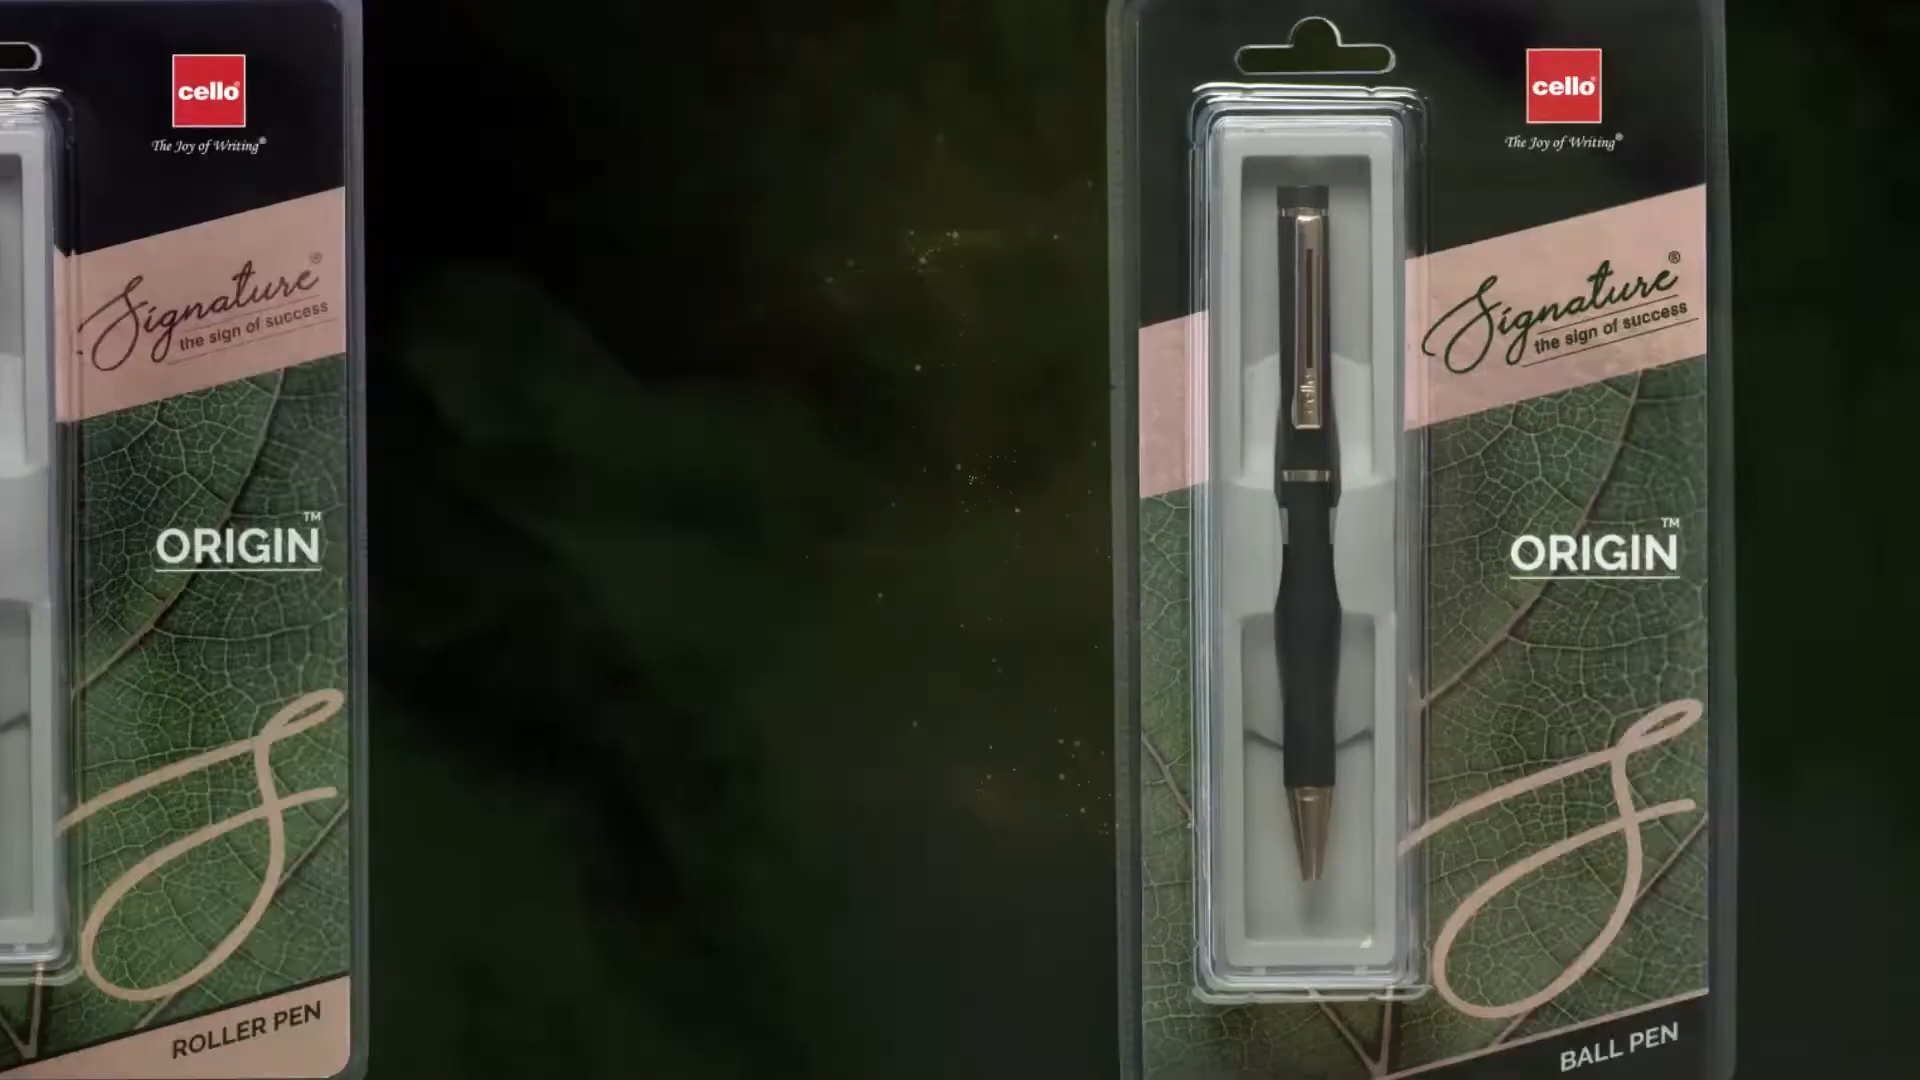 cello®
The Joy of Writing®
Signature®
the sign of success
ORIGIN™
ROLLER PEN
cello®
The Joy of Writing®
cello
Signature®
the sign of success
ORIGIN™
BALL PEN